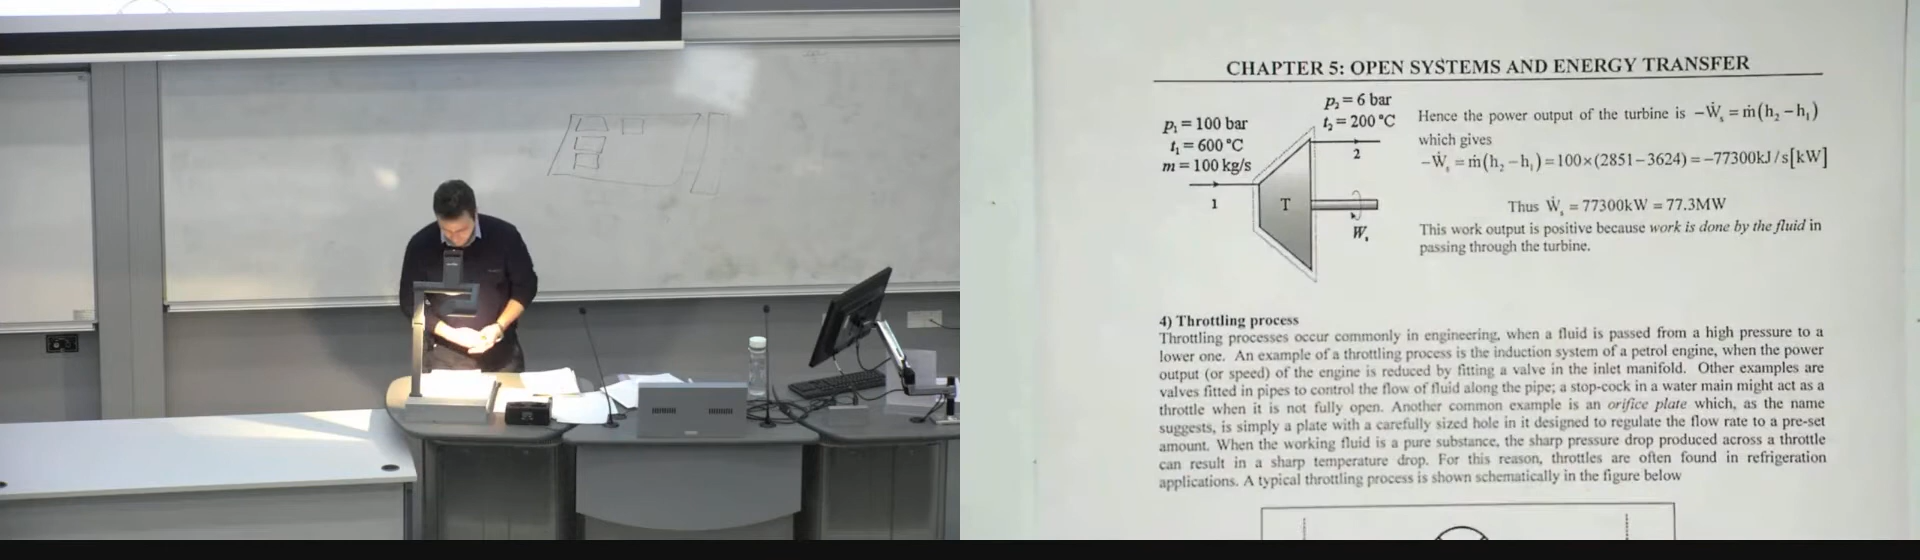 CHAPTER 5: OPEN SYSTEMS AND ENERGY TRANSFER
p₂ = 6 bar
t₂ = 200 °C
p₁ = 100 bar
t₁ = 600 °C
m = 100 kg/s
1
2
T
Ẇₛ
Hence the power output of the turbine is −Ẇₛ = ṁ(h₂ − h₁)
which gives
−Ẇₛ = ṁ(h₂ − h₁) = 100×(2851−3624) = −77300kJ/s[kW]
Thus Ẇₛ = 77300kW = 77.3MW
This work output is positive because work is done by the fluid in
passing through the turbine.
4) Throttling process
Throttling processes occur commonly in engineering, when a fluid is passed from a high pressure to a
lower one. An example of a throttling process is the induction system of a petrol engine, when the power
output (or speed) of the engine is reduced by fitting a valve in the inlet manifold. Other examples are
valves fitted in pipes to control the flow of fluid along the pipe; a stop-cock in a water main might act as a
throttle when it is not fully open. Another common example is an orifice plate which, as the name
suggests, is simply a plate with a carefully sized hole in it designed to regulate the flow rate to a pre-set
amount. When the working fluid is a pure substance, the sharp pressure drop produced across a throttle
can result in a sharp temperature drop. For this reason, throttles are often found in refrigeration
applications. A typical throttling process is shown schematically in the figure below